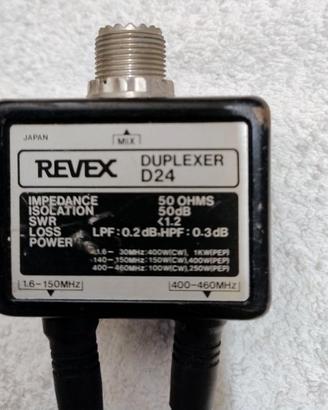 JAPAN
MIX
REVEX DUPLEXER
D24
IMPEDANCE 50 OHMS
ISOLATION 50dB
SWR <1.2
LOSS LPF:0.2dB.HPF:0.3dB
POWER
1.6-30MHz:400W(CW), 1KW(PEP)
140-150MHz:150W(CW),400W(PEP)
400-460MHz:100W(CW),250W(PEP)
1.6-150MHz 400-460MHz